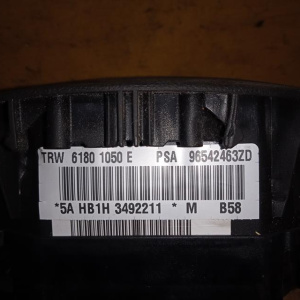 TRW 6180 1050 E PSA 96542463ZD
*5A HB1H 3492211 * M B58